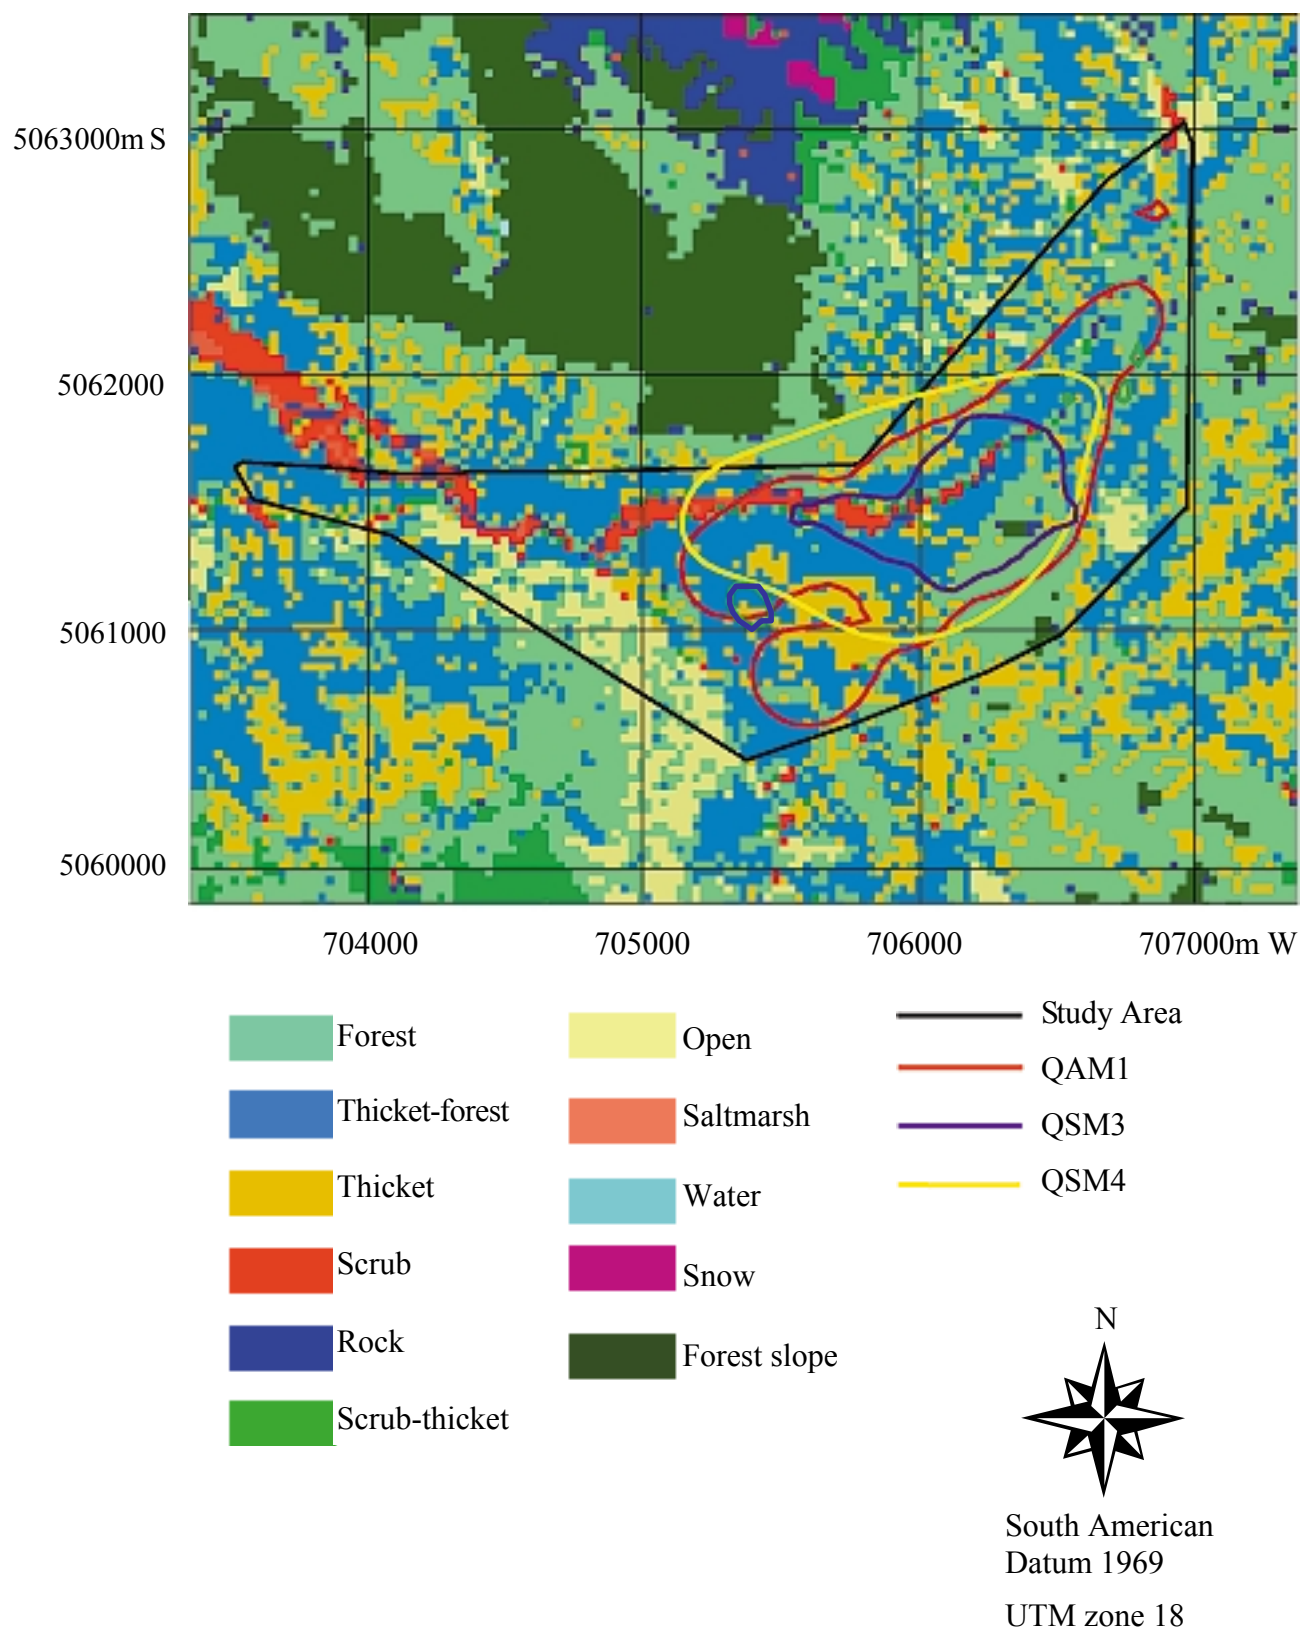 5063000m S
5062000
5061000
5060000
704000 705000 706000 707000m W
Forest
Thicket-forest
Thicket
Scrub
Rock
Scrub-thicket
Open
Saltmarsh
Water
Snow
Forest slope
Study Area
QAM1
QSM3
QSM4
N
South American
Datum 1969
UTM zone 18